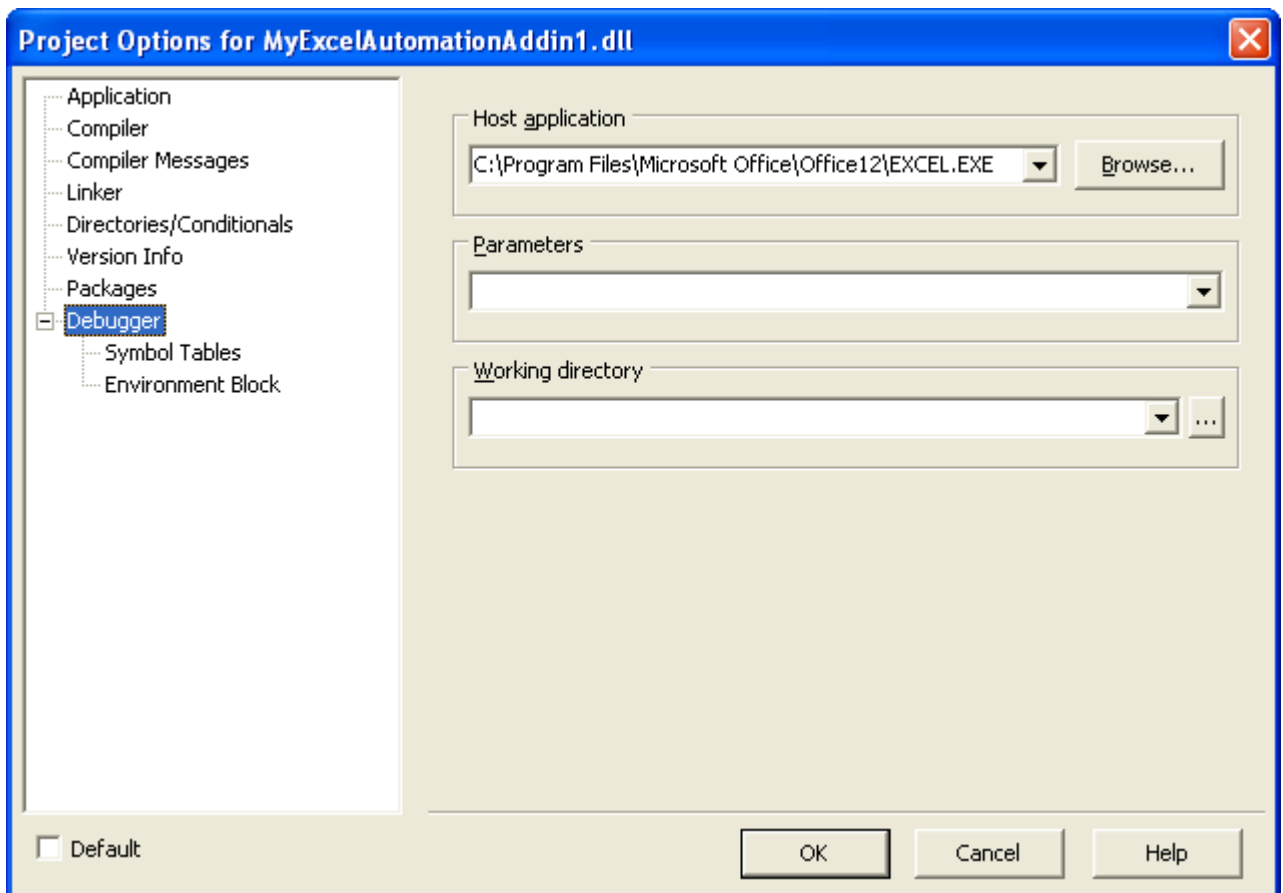 Project Options for MyExcelAutomationAddin1.dll
Application
Compiler
Compiler Messages
Linker
Directories/Conditionals
Version Info
Packages
Debugger
Symbol Tables
Environment Block
Host application
C:\Program Files\Microsoft Office\Office12\EXCEL.EXE
Browse...
Parameters
Working directory
...
Default
OK
Cancel
Help